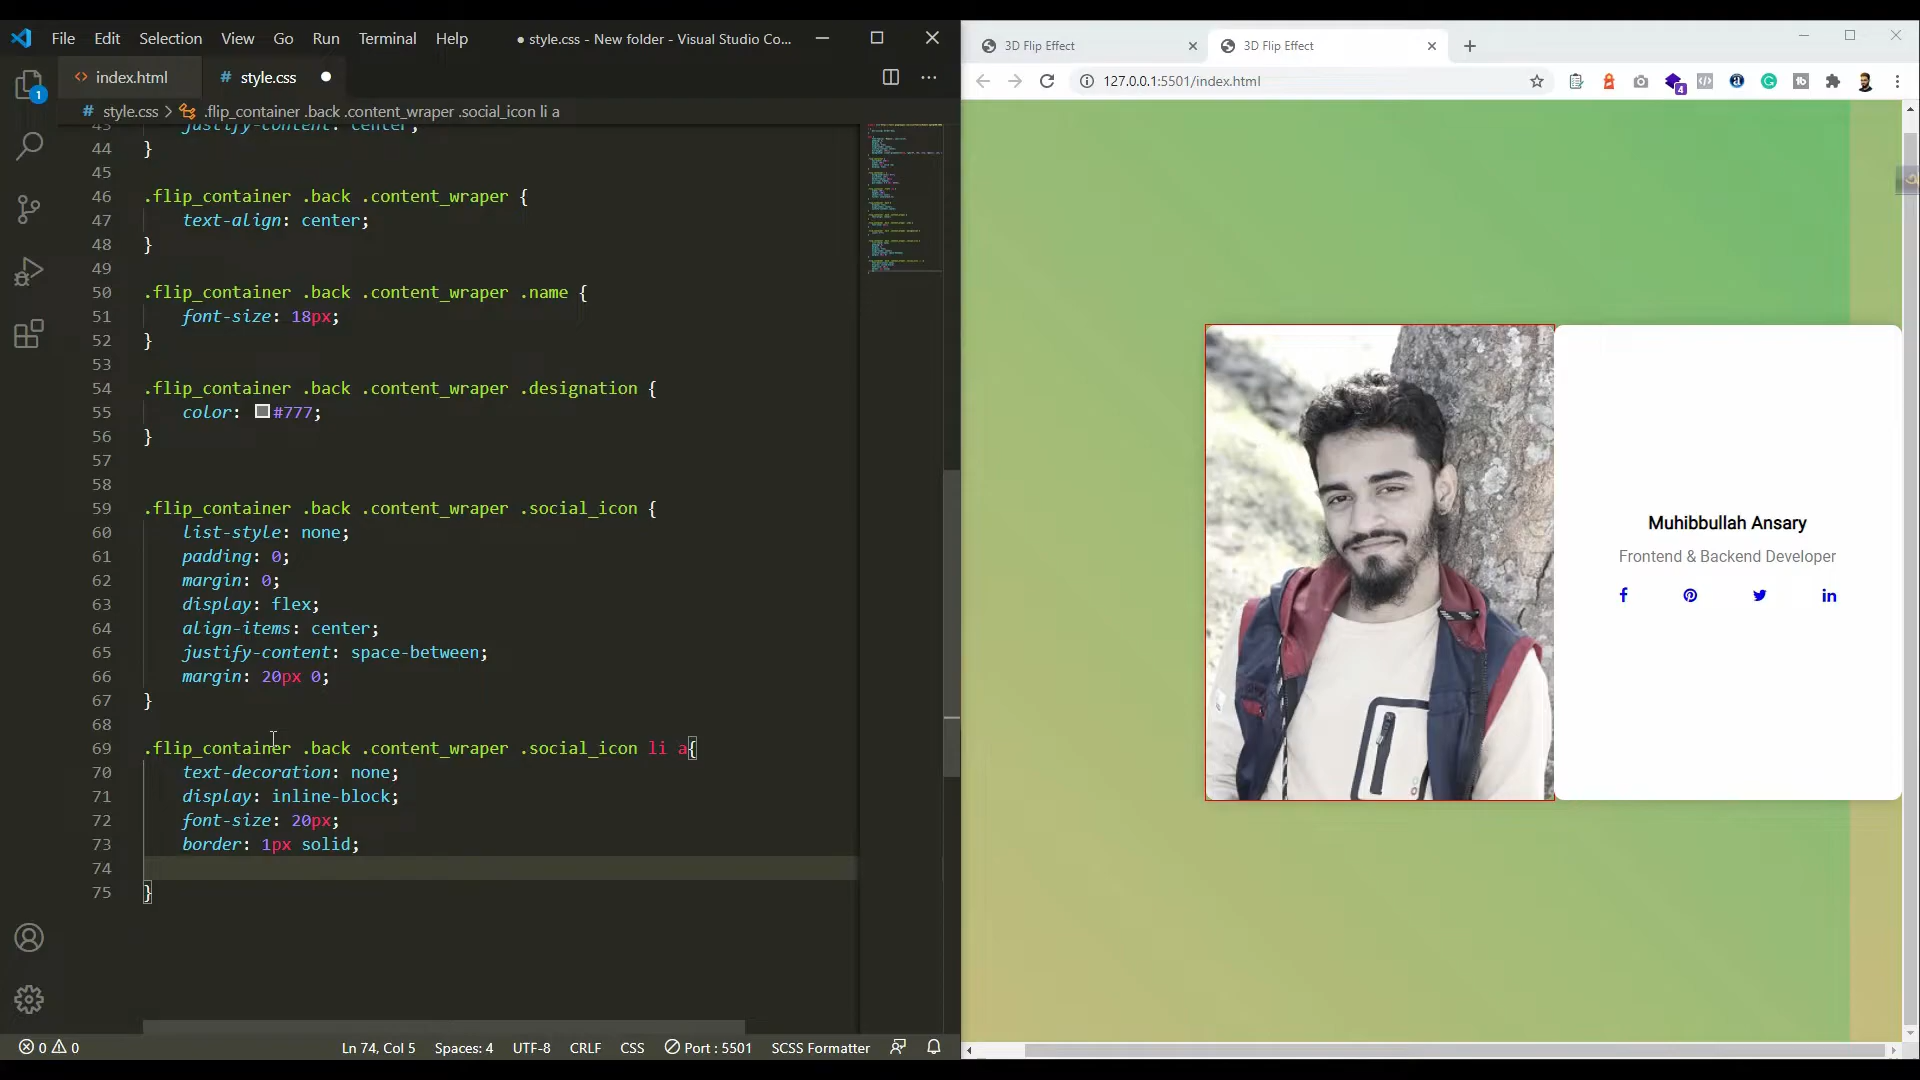 File Edit Selection View Go Run Terminal Help
● style.css - New folder - Visual Studio Co...
1
<> index.html
# style.css ●
# style.css > .flip_container .back .content_wraper .social_icon li a
43 justify-content: center;
44 }
45
46 .flip_container .back .content_wraper {
47 text-align: center;
48 }
49
50 .flip_container .back .content_wraper .name {
51 font-size: 18px;
52 }
53
54 .flip_container .back .content_wraper .designation {
55 color: #777;
56 }
57
58
59 .flip_container .back .content_wraper .social_icon {
60 list-style: none;
61 padding: 0;
62 margin: 0;
63 display: flex;
64 align-items: center;
65 justify-content: space-between;
66 margin: 20px 0;
67 }
68
69 .flip_container .back .content_wraper .social_icon li a{
70 text-decoration: none;
71 display: inline-block;
72 font-size: 20px;
73 border: 1px solid;
74
75 }
0 0
Ln 74, Col 5 Spaces: 4 UTF-8 CRLF CSS Port : 5501 SCSS Formatter
3D Flip Effect
3D Flip Effect
127.0.0.1:5501/index.html
4
Muhibbullah Ansary
Frontend & Backend Developer